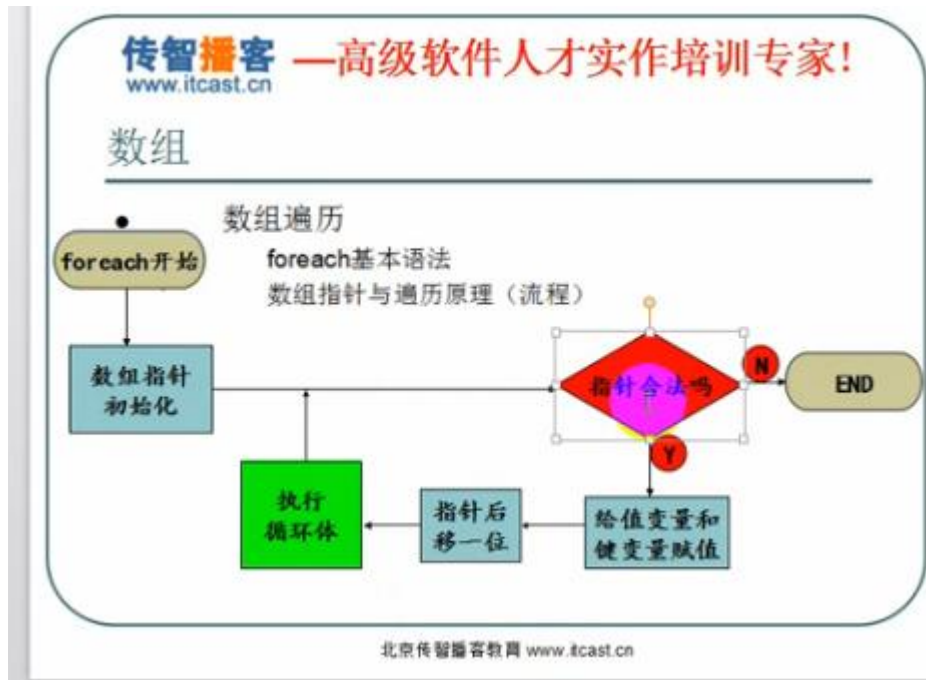 传智播客 —高级软件人才实作培训专家!
www.itcast.cn
数组
数组遍历
foreach基本语法
数组指针与遍历原理（流程）
foreach开始
数组指针
初始化
指针合法吗
N
END
Y
执行
循环体
指针后
移一位
给值变量和
键变量赋值
北京传智播客教育 www.itcast.cn